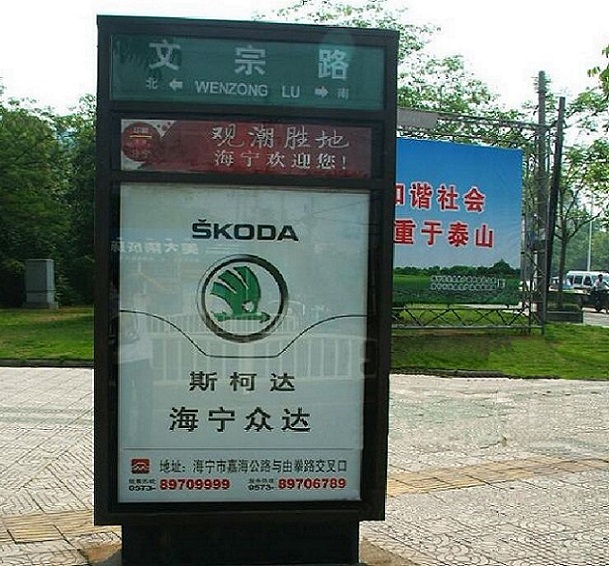 文宗路
北 ← WENZONG LU → 南
观潮胜地
海宁欢迎您!
ŠKODA
斯柯达
海宁众达
地址:海宁市嘉海公路与由拳路交叉口
0573-89709999
0573-89706789
和谐社会
重于泰山